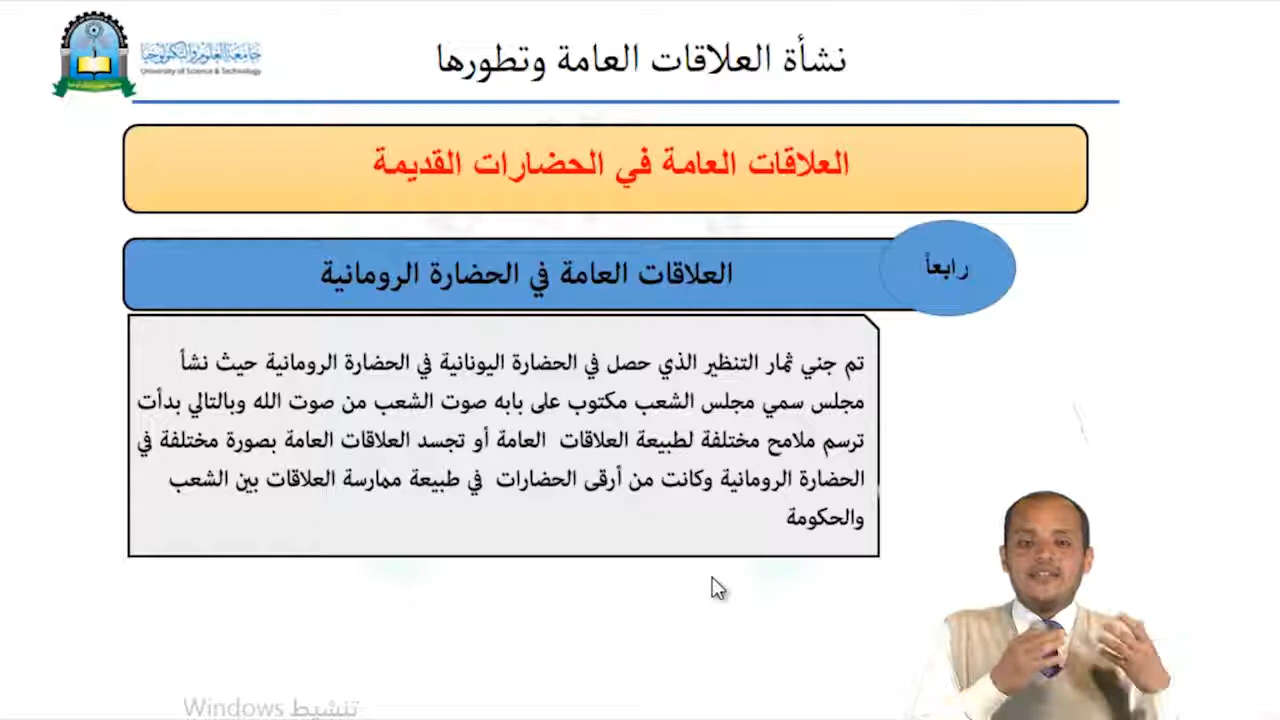 جامعة العلوم والتكنولوجيا
University of Science & Technology
نشأة العلاقات العامة وتطورها
العلاقات العامة في الحضارات القديمة
رابعاً
العلاقات العامة في الحضارة الرومانية
تم جني ثمار التنظير الذي حصل في الحضارة اليونانية في الحضارة الرومانية حيث نشأ
مجلس سمي مجلس الشعب مكتوب على بابه صوت الشعب من صوت الله وبالتالي بدأت
ترسم ملامح مختلفة لطبيعة العلاقات العامة أو تجسد العلاقات العامة بصورة مختلفة في
الحضارة الرومانية وكانت من أرقى الحضارات في طبيعة ممارسة العلاقات بين الشعب
والحكومة
تنشيط Windows